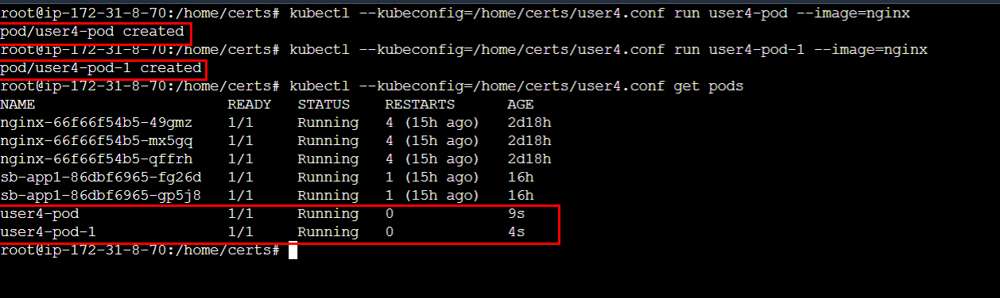 root@ip-172-31-8-70:/home/certs# kubectl --kubeconfig=/home/certs/user4.conf run user4-pod --image=nginx
pod/user4-pod created
root@ip-172-31-8-70:/home/certs# kubectl --kubeconfig=/home/certs/user4.conf run user4-pod-1 --image=nginx
pod/user4-pod-1 created
root@ip-172-31-8-70:/home/certs# kubectl --kubeconfig=/home/certs/user4.conf get pods
NAME READY STATUS RESTARTS AGE
nginx-66f66f54b5-49gmz 1/1 Running 4 (15h ago) 2d18h
nginx-66f66f54b5-mx5gq 1/1 Running 4 (15h ago) 2d18h
nginx-66f66f54b5-qffrh 1/1 Running 4 (15h ago) 2d18h
sb-app1-86dbf6965-fg26d 1/1 Running 1 (15h ago) 16h
sb-app1-86dbf6965-gp5j8 1/1 Running 1 (15h ago) 16h
user4-pod 1/1 Running 0 9s
user4-pod-1 1/1 Running 0 4s
root@ip-172-31-8-70:/home/certs#